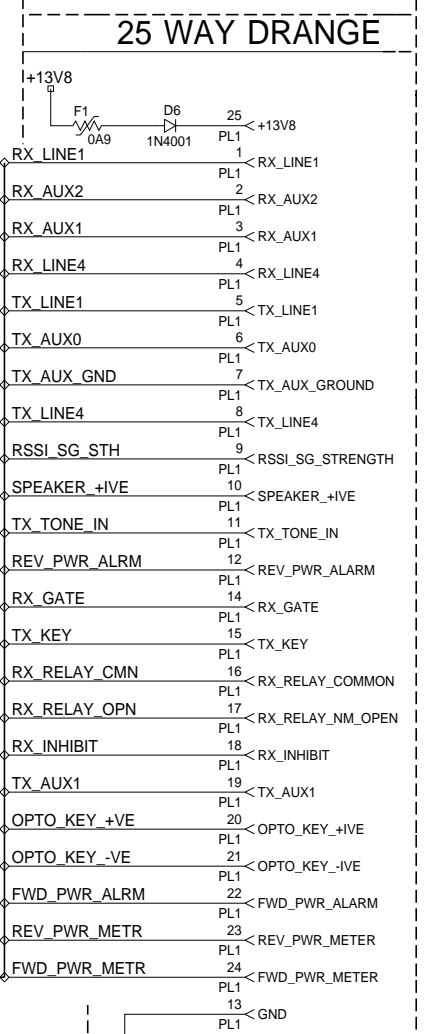 25 WAY DRANGE
+13V8
F1 D6 25
0A9 1N4001 PL1 +13V8
RX_LINE1 1 RX_LINE1
PL1
RX_AUX2 2 RX_AUX2
PL1
RX_AUX1 3 RX_AUX1
PL1
RX_LINE4 4 RX_LINE4
PL1
TX_LINE1 5 TX_LINE1
PL1
TX_AUX0 6 TX_AUX0
PL1
TX_AUX_GND 7 TX_AUX_GROUND
PL1
TX_LINE4 8 TX_LINE4
PL1
RSSI_SG_STH 9 RSSI_SG_STRENGTH
PL1
SPEAKER_+IVE 10 SPEAKER_+IVE
PL1
TX_TONE_IN 11 TX_TONE_IN
PL1
REV_PWR_ALRM 12 REV_PWR_ALARM
PL1
RX_GATE 14 RX_GATE
PL1
TX_KEY 15 TX_KEY
PL1
RX_RELAY_CMN 16 RX_RELAY_COMMON
PL1
RX_RELAY_OPN 17 RX_RELAY_NM_OPEN
PL1
RX_INHIBIT 18 RX_INHIBIT
PL1
TX_AUX1 19 TX_AUX1
PL1
OPTO_KEY_+VE 20 OPTO_KEY_+IVE
PL1
OPTO_KEY_-VE 21 OPTO_KEY_-IVE
PL1
FWD_PWR_ALRM 22 FWD_PWR_ALARM
PL1
REV_PWR_METR 23 REV_PWR_METER
PL1
FWD_PWR_METR 24 FWD_PWR_METER
PL1
13 GND
PL1